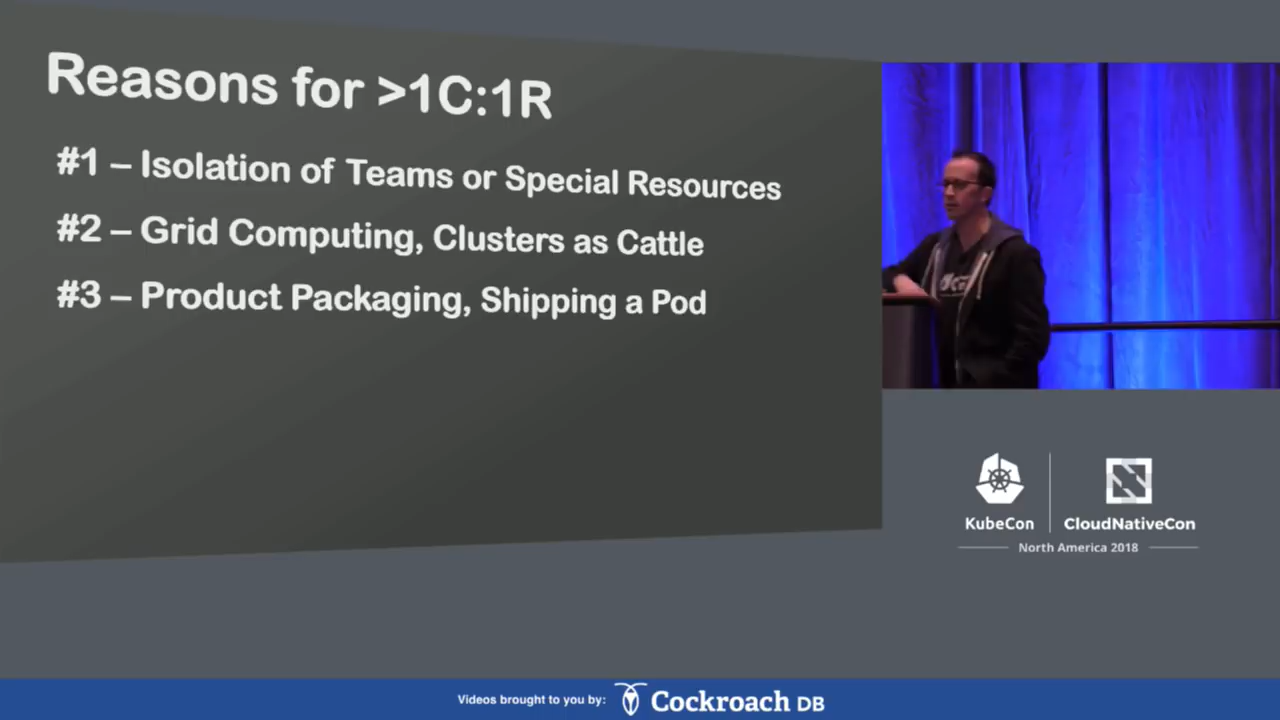 Reasons for >1C:1R
#1 – Isolation of Teams or Special Resources
#2 – Grid Computing, Clusters as Cattle
#3 – Product Packaging, Shipping a Pod
KubeCon
CloudNativeCon
North America 2018
Videos brought to you by:
Cockroach DB